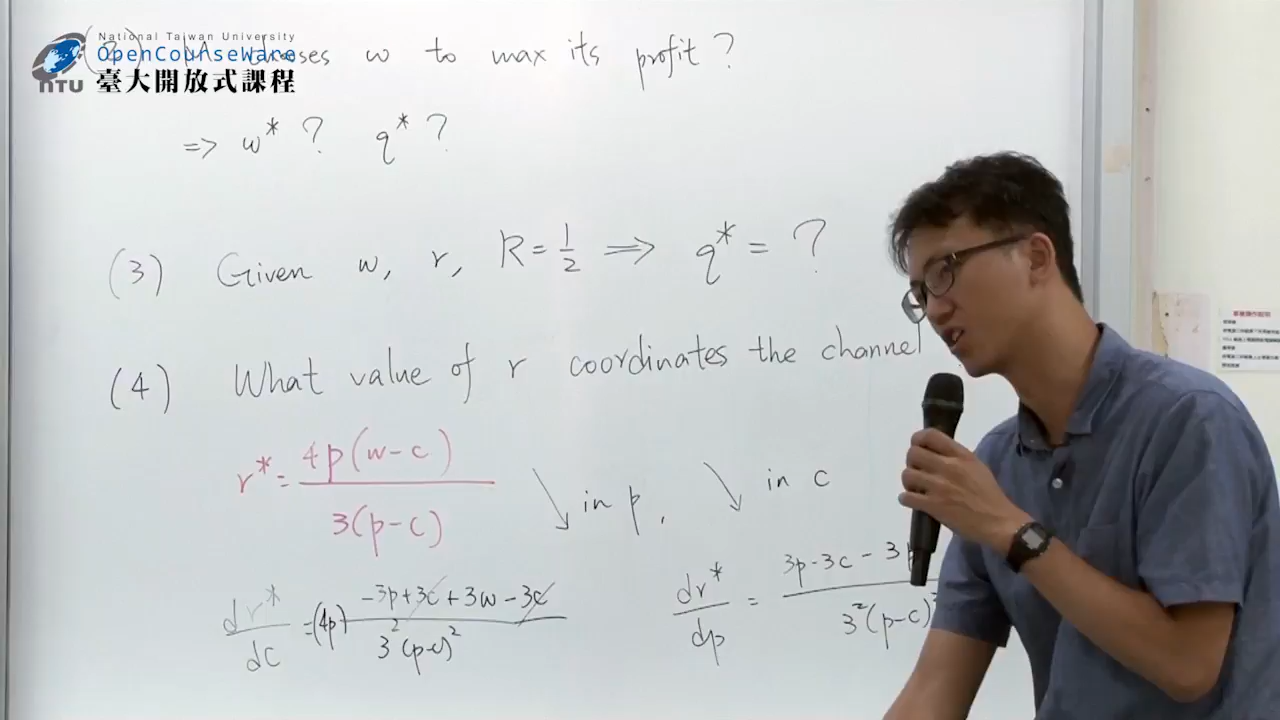 National Taiwan University
OpenCourseWare
臺大開放式課程
NTU
chooses w to max its profit ?
=> w* ? q* ?
(3) Given w, r, R = 1/2 => q* = ?
(4) What value of r coordinates the channel
r* = 4p(w-c) / 3(p-c) ↘ in p, ↘ in c
dr*/dc = (4p) -3p+3c+3w-3c / 3²(p-c)²
dr*/dp = 3p-3c-3p / 3²(p-c)²